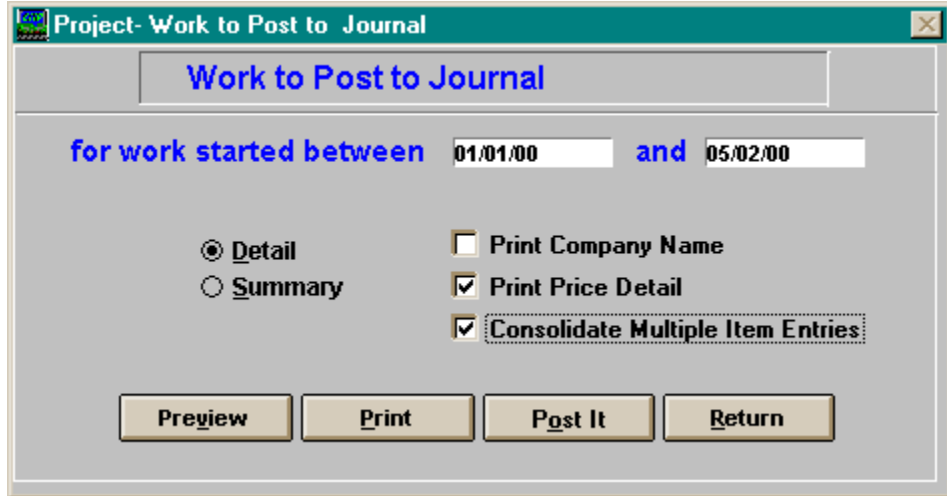 Project- Work to Post to Journal
Work to Post to Journal
for work started between 01/01/00 and 05/02/00
Detail
Summary
Print Company Name
Print Price Detail
Consolidate Multiple Item Entries
Preview Print Post It Return